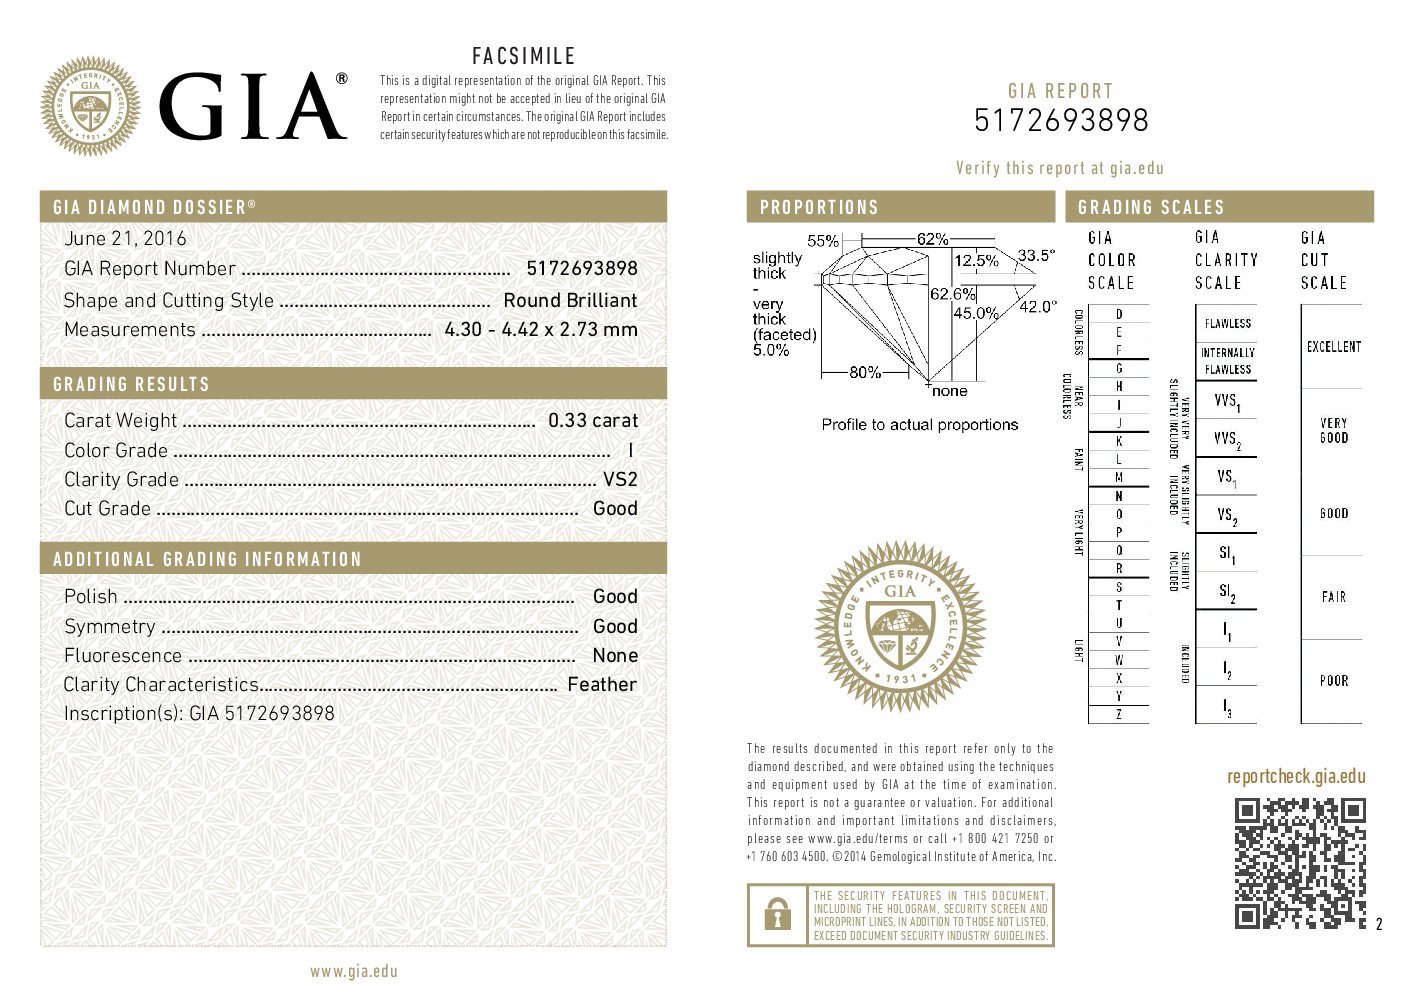 FACSIMILE
This is a digital representation of the original GIA Report. This
representation might not be accepted in lieu of the original GIA
Report in certain circumstances. The original GIA Report includes
certain security features which are not reproducible on this facsimile.
KNOWLEDGE • INTEGRITY • EXCELLENCE
GIA
• 1931 •
GIA®
GIA DIAMOND DOSSIER®
June 21, 2016
GIA Report Number ........ 5172693898
Shape and Cutting Style ........ Round Brilliant
Measurements ........ 4.30 - 4.42 x 2.73 mm
GRADING RESULTS
Carat Weight ........ 0.33 carat
Color Grade ........ I
Clarity Grade ........ VS2
Cut Grade ........ Good
ADDITIONAL GRADING INFORMATION
Polish ........ Good
Symmetry ........ Good
Fluorescence ........ None
Clarity Characteristics........ Feather
Inscription(s): GIA 5172693898
www.gia.edu
GIA REPORT
5172693898
Verify this report at gia.edu
PROPORTIONS
55%
62%
slightly
thick
-
very
thick
(faceted)
5.0%
12.5%
33.5°
62.6%
45.0%
42.0°
80%
none
Profile to actual proportions
KNOWLEDGE • INTEGRITY • EXCELLENCE
GIA
• 1931 •
The results documented in this report refer only to the
diamond described, and were obtained using the techniques
and equipment used by GIA at the time of examination.
This report is not a guarantee or valuation. For additional
information and important limitations and disclaimers,
please see www.gia.edu/terms or call +1 800 421 7250 or
+1 760 603 4500. ©2014 Gemological Institute of America, Inc.
THE SECURITY FEATURES IN THIS DOCUMENT,
INCLUDING THE HOLOGRAM, SECURITY SCREEN AND
MICROPRINT LINES, IN ADDITION TO THOSE NOT LISTED,
EXCEED DOCUMENT SECURITY INDUSTRY GUIDELINES.
GRADING SCALES
GIA
COLOR
SCALE
COLORLESS
D
E
F
NEAR
COLORLESS
G
H
I
J
FAINT
K
L
M
VERY LIGHT
N
O
P
Q
R
LIGHT
S
T
U
V
W
X
Y
Z
GIA
CLARITY
SCALE
FLAWLESS
INTERNALLY
FLAWLESS
VERY VERY
SLIGHTLY INCLUDED
VVS1
VVS2
VERY SLIGHTLY
INCLUDED
VS1
VS2
SLIGHTLY
INCLUDED
SI1
SI2
INCLUDED
I1
I2
I3
GIA
CUT
SCALE
EXCELLENT
VERY
GOOD
GOOD
FAIR
POOR
reportcheck.gia.edu
2